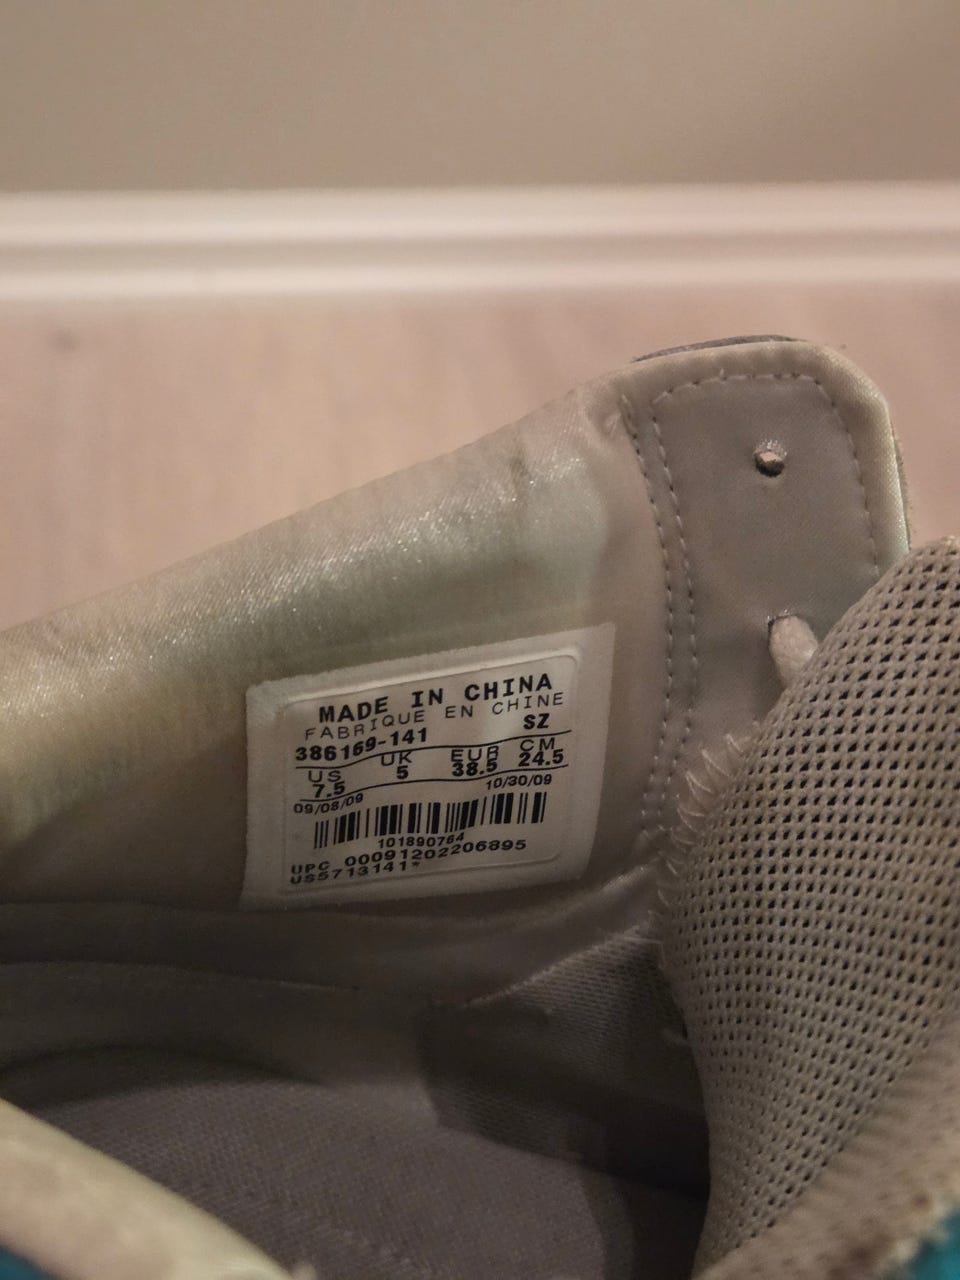 MADE IN CHINA
FABRIQUE EN CHINE
386169-141 SZ
US UK EUR CM
7.5 5 38.5 24.5
09/08/09 10/30/09
101890764
UPC 00091202206895
US5713141*